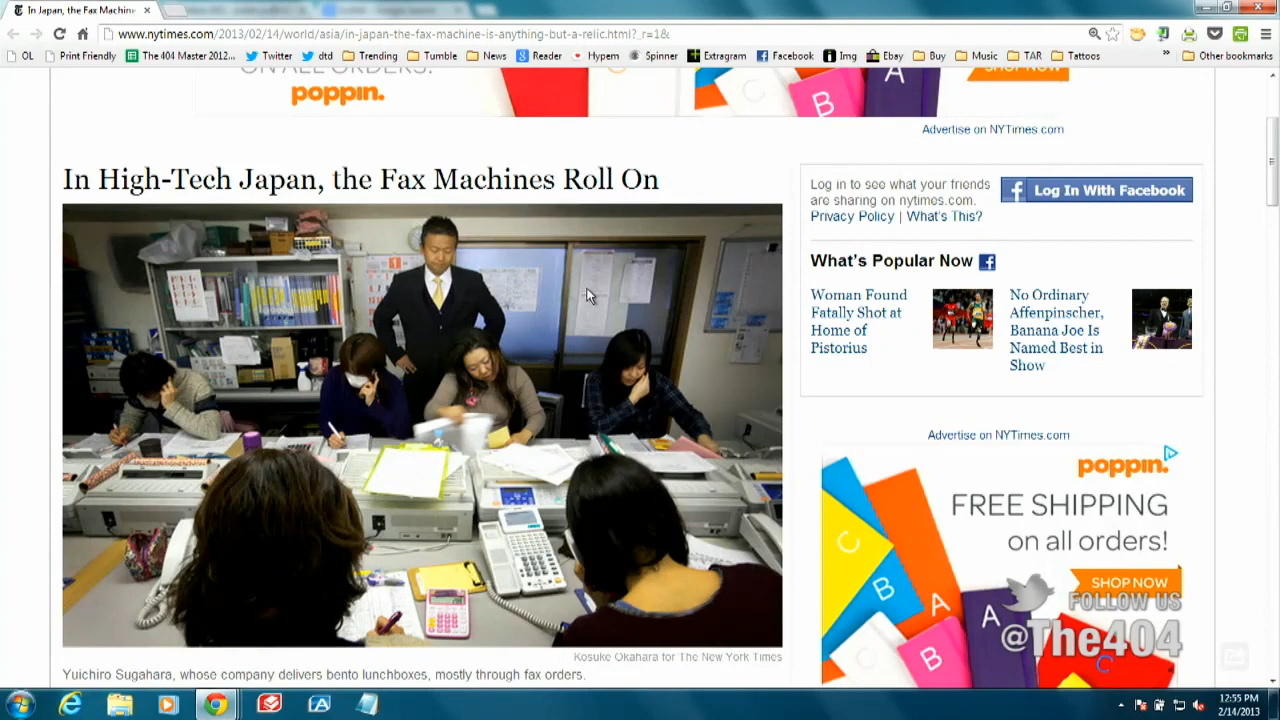 In Japan, the Fax Machine
www.nytimes.com/2013/02/14/world/asia/in-japan-the-fax-machine-is-anything-but-a-relic.html?_r=1&
OL Print Friendly The 404 Master 2012... Twitter dtd Trending Tumble News Reader Hypem Spinner Extragram Facebook Img Ebay Buy Music TAR Tattoos » Other bookmarks
ON ALL ORDERS!
SHOP NOW
poppin.
C B A
Advertise on NYTimes.com
In High-Tech Japan, the Fax Machines Roll On
Log in to see what your friends
are sharing on nytimes.com.
Privacy Policy | What's This?
Log In With Facebook
What's Popular Now
Woman Found
Fatally Shot at
Home of
Pistorius
No Ordinary
Affenpinscher,
Banana Joe Is
Named Best in
Show
1
Advertise on NYTimes.com
poppin.
FREE SHIPPING
on all orders!
SHOP NOW
C
B
A
A
B
C
FOLLOW US
@The404
Kosuke Okahara for The New York Times
Yuichiro Sugahara, whose company delivers bento lunchboxes, mostly through fax orders.
12:55 PM
2/14/2013